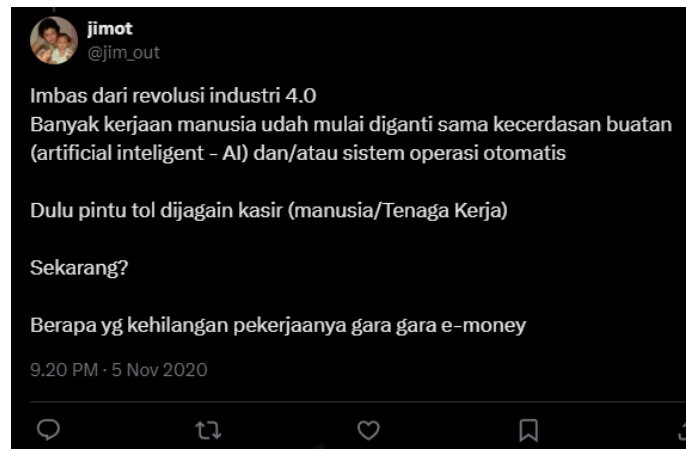 jimot
@jim_out
Imbas dari revolusi industri 4.0
Banyak kerjaan manusia udah mulai diganti sama kecerdasan buatan
(artificial inteligent - AI) dan/atau sistem operasi otomatis
Dulu pintu tol dijagain kasir (manusia/Tenaga Kerja)
Sekarang?
Berapa yg kehilangan pekerjaanya gara gara e-money
9.20 PM · 5 Nov 2020